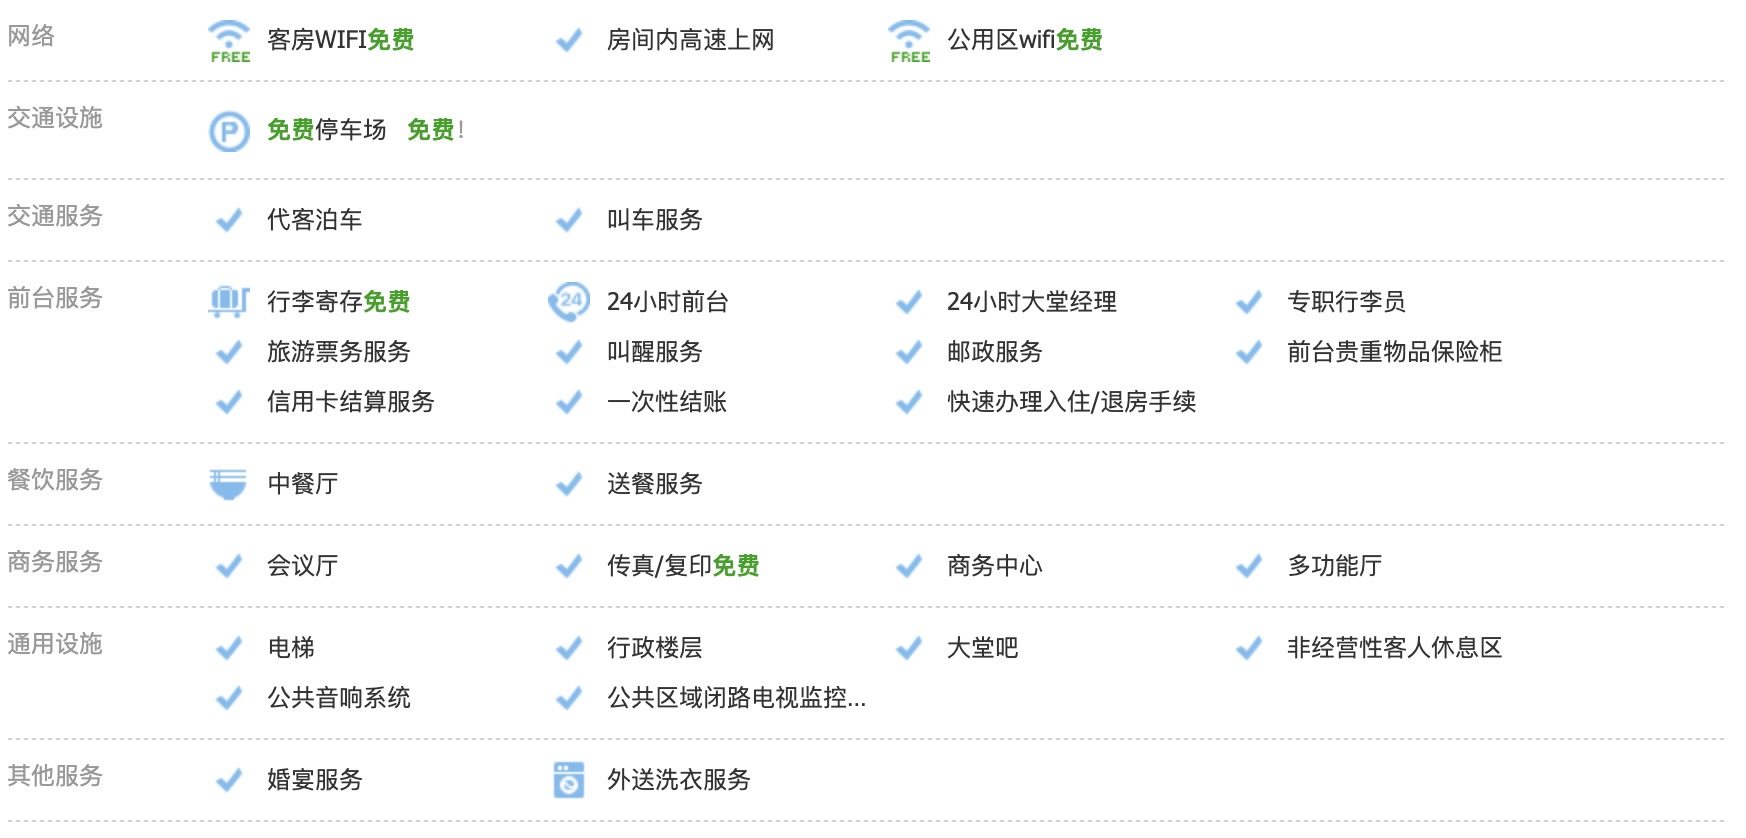 网络 FREE 客房WIFI免费 房间内高速上网 FREE 公用区wifi免费
交通设施 P 免费停车场 免费!
交通服务 代客泊车 叫车服务
前台服务 行李寄存免费 24 24小时前台 24小时大堂经理 专职行李员
旅游票务服务 叫醒服务 邮政服务 前台贵重物品保险柜
信用卡结算服务 一次性结账 快速办理入住/退房手续
餐饮服务 中餐厅 送餐服务
商务服务 会议厅 传真/复印免费 商务中心 多功能厅
通用设施 电梯 行政楼层 大堂吧 非经营性客人休息区
公共音响系统 公共区域闭路电视监控...
其他服务 婚宴服务 外送洗衣服务